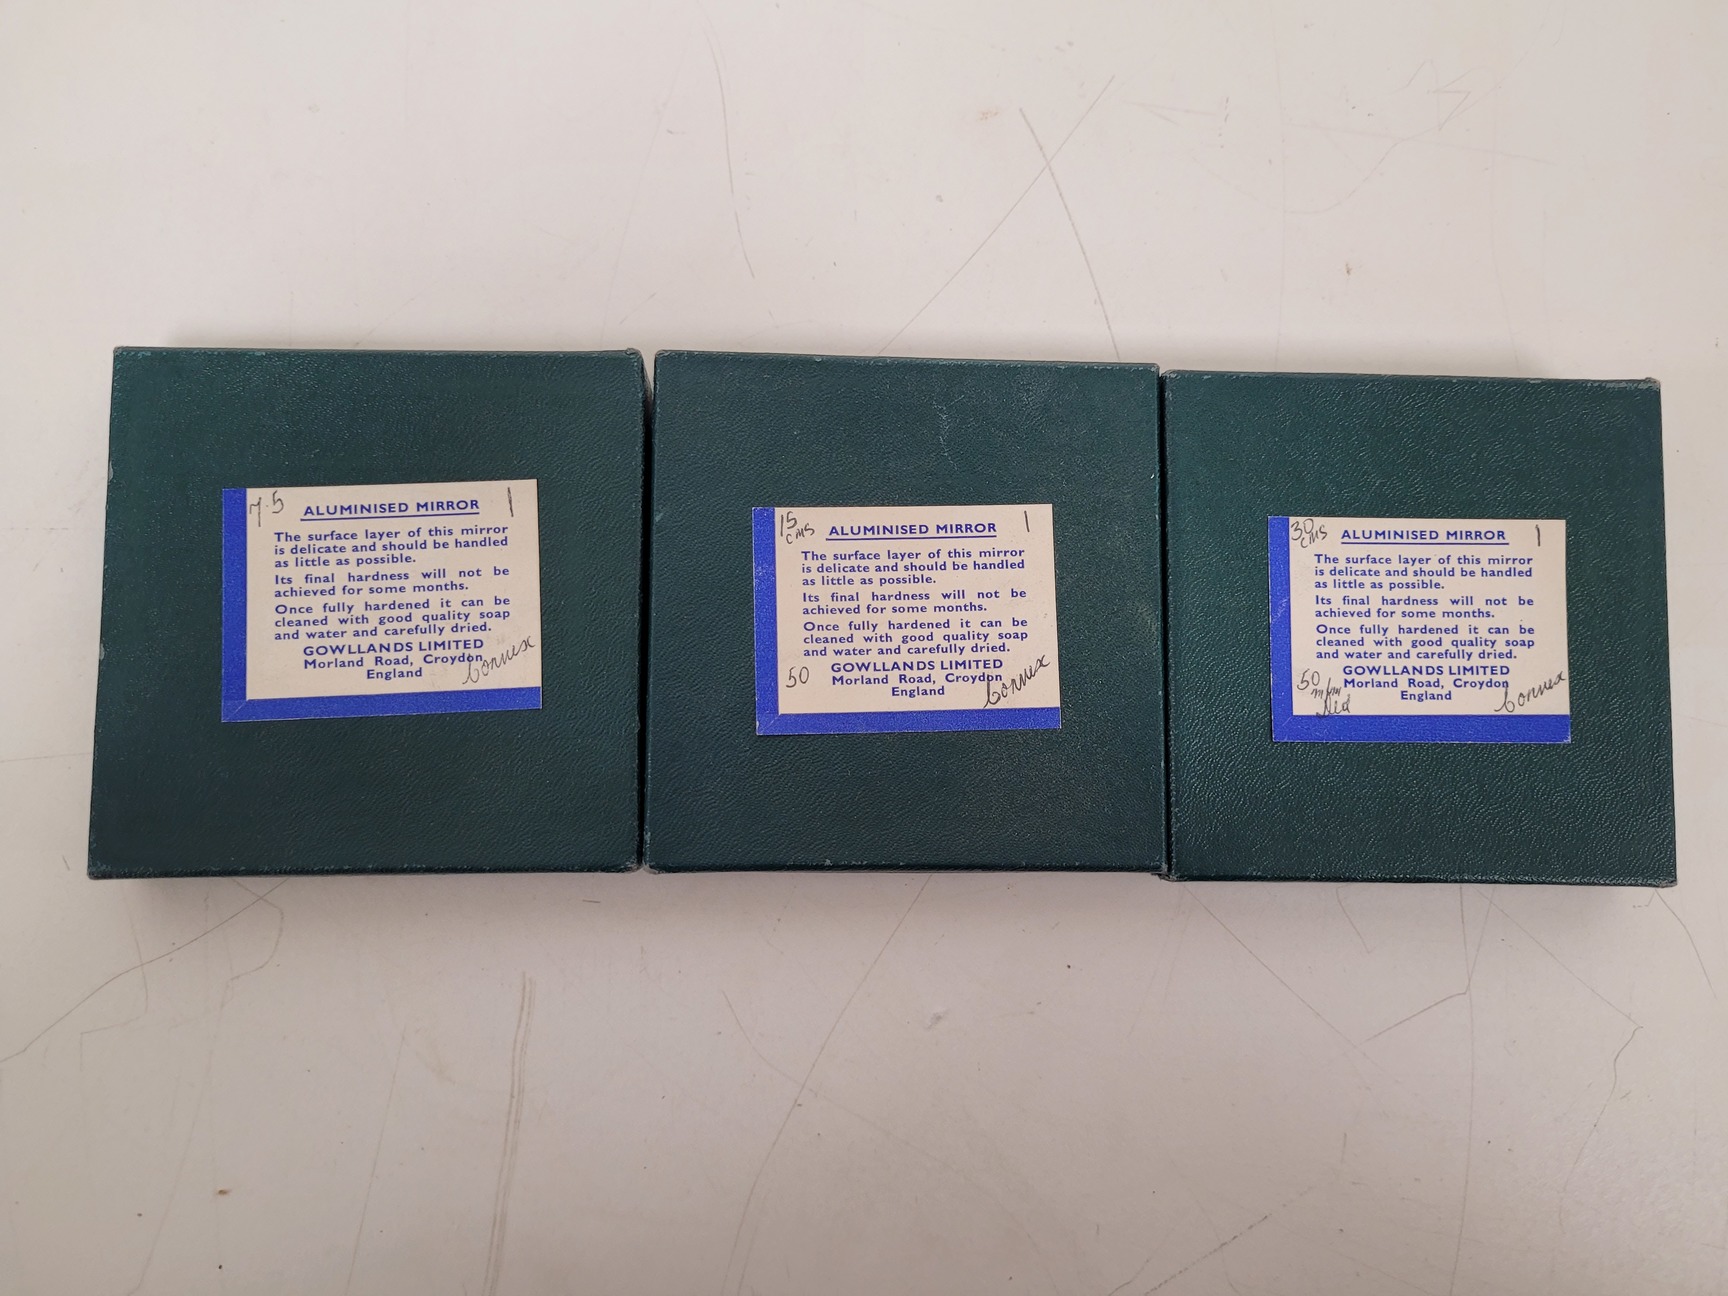 7.5 ALUMINISED MIRROR 1
The surface layer of this mirror
is delicate and should be handled
as little as possible.
Its final hardness will not be
achieved for some months.
Once fully hardened it can be
cleaned with good quality soap
and water and carefully dried.
GOWLLANDS LIMITED
Morland Road, Croydon
England
Convex
15 ALUMINISED MIRROR 1
CMS
The surface layer of this mirror
is delicate and should be handled
as little as possible.
Its final hardness will not be
achieved for some months.
Once fully hardened it can be
cleaned with good quality soap
and water and carefully dried.
GOWLLANDS LIMITED
50 Morland Road, Croydon
England
Convex
30 ALUMINISED MIRROR 1
CMS
The surface layer of this mirror
is delicate and should be handled
as little as possible.
Its final hardness will not be
achieved for some months.
Once fully hardened it can be
cleaned with good quality soap
and water and carefully dried.
GOWLLANDS LIMITED
50 Morland Road, Croydon
m/m England
Convex